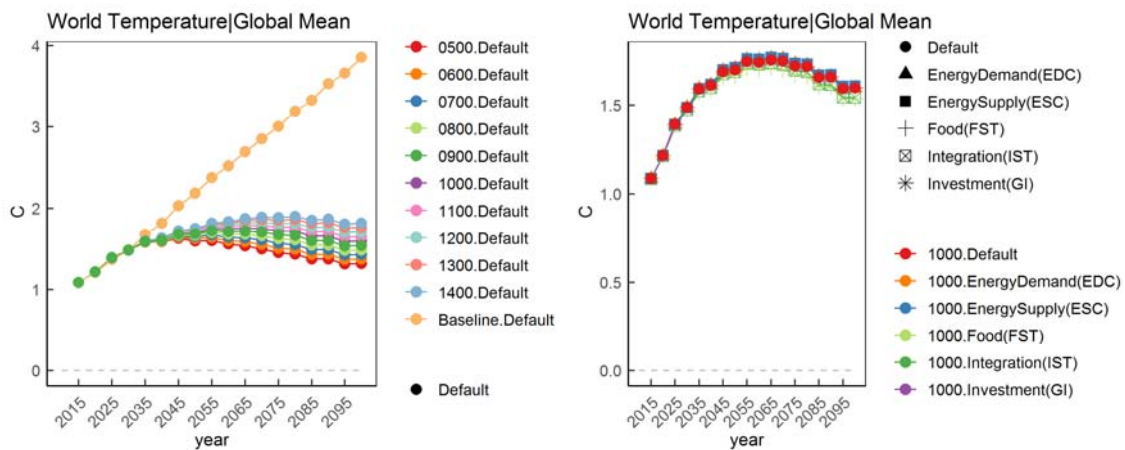 World Temperature|Global Mean
4
3
2
1
0
C
2015
2025
2035
2045
2055
2065
2075
2085
2095
year
0500.Default
0600.Default
0700.Default
0800.Default
0900.Default
1000.Default
1100.Default
1200.Default
1300.Default
1400.Default
Baseline.Default
Default
World Temperature|Global Mean
1.5
1.0
0.5
0.0
C
2015
2025
2035
2045
2055
2065
2075
2085
2095
year
Default
EnergyDemand(EDC)
EnergySupply(ESC)
Food(FST)
Integration(IST)
Investment(GI)
1000.Default
1000.EnergyDemand(EDC)
1000.EnergySupply(ESC)
1000.Food(FST)
1000.Integration(IST)
1000.Investment(GI)